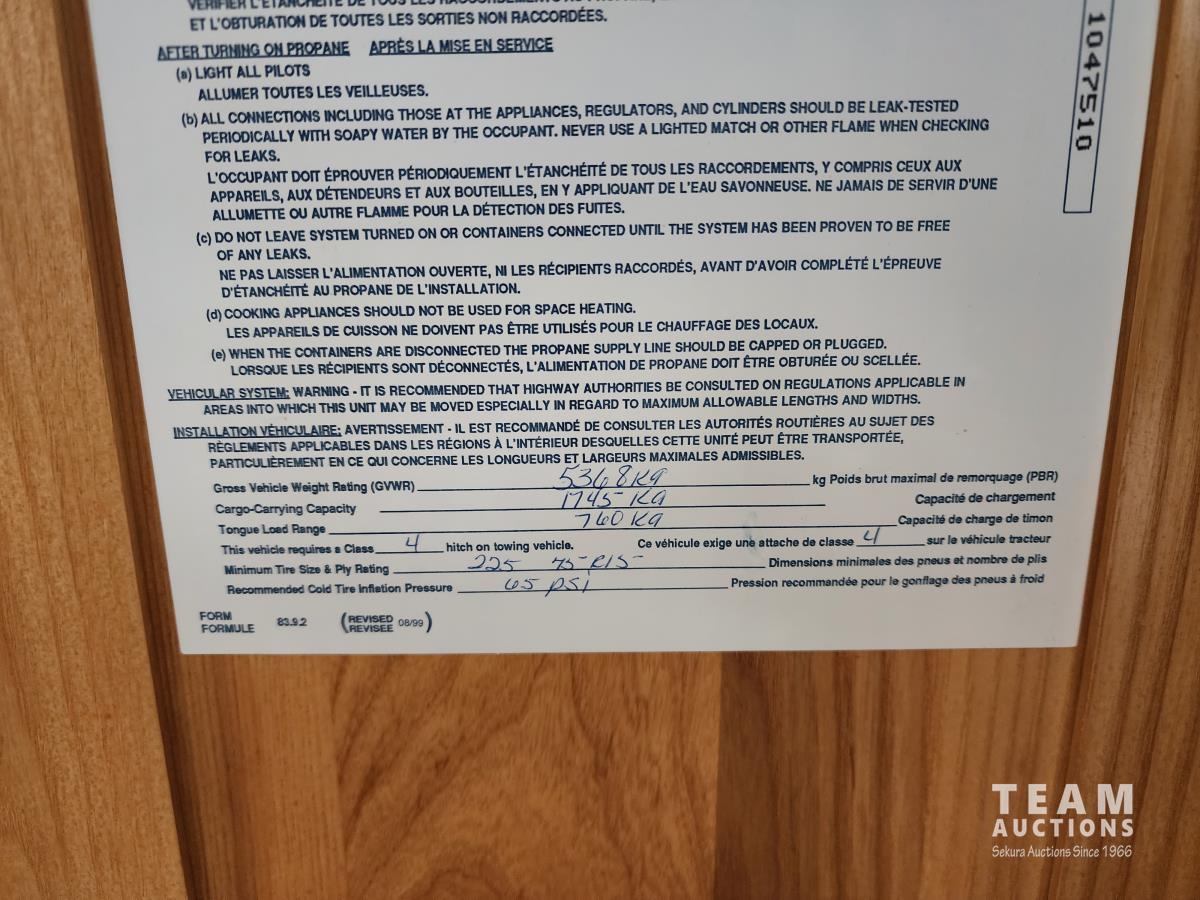 VÉRIFIER L'ÉTANCHÉITÉ DE TOUS LES RACCORDEMENTS AU PROPANE,
ET L'OBTURATION DE TOUTES LES SORTIES NON RACCORDÉES.
AFTER TURNING ON PROPANE APRÈS LA MISE EN SERVICE
(a) LIGHT ALL PILOTS
ALLUMER TOUTES LES VEILLEUSES.
(b) ALL CONNECTIONS INCLUDING THOSE AT THE APPLIANCES, REGULATORS, AND CYLINDERS SHOULD BE LEAK-TESTED
PERIODICALLY WITH SOAPY WATER BY THE OCCUPANT. NEVER USE A LIGHTED MATCH OR OTHER FLAME WHEN CHECKING
FOR LEAKS.
L'OCCUPANT DOIT ÉPROUVER PÉRIODIQUEMENT L'ÉTANCHÉITÉ DE TOUS LES RACCORDEMENTS, Y COMPRIS CEUX AUX
APPAREILS, AUX DÉTENDEURS ET AUX BOUTEILLES, EN Y APPLIQUANT DE L'EAU SAVONNEUSE. NE JAMAIS DE SERVIR D'UNE
ALLUMETTE OU AUTRE FLAMME POUR LA DÉTECTION DES FUITES.
(c) DO NOT LEAVE SYSTEM TURNED ON OR CONTAINERS CONNECTED UNTIL THE SYSTEM HAS BEEN PROVEN TO BE FREE
OF ANY LEAKS.
NE PAS LAISSER L'ALIMENTATION OUVERTE, NI LES RÉCIPIENTS RACCORDÉS, AVANT D'AVOIR COMPLÉTÉ L'ÉPREUVE
D'ÉTANCHÉITÉ AU PROPANE DE L'INSTALLATION.
(d) COOKING APPLIANCES SHOULD NOT BE USED FOR SPACE HEATING.
LES APPAREILS DE CUISSON NE DOIVENT PAS ÊTRE UTILISÉS POUR LE CHAUFFAGE DES LOCAUX.
(e) WHEN THE CONTAINERS ARE DISCONNECTED THE PROPANE SUPPLY LINE SHOULD BE CAPPED OR PLUGGED.
LORSQUE LES RÉCIPIENTS SONT DÉCONNECTÉS, L'ALIMENTATION DE PROPANE DOIT ÊTRE OBTURÉE OU SCELLÉE.
VEHICULAR SYSTEM: WARNING - IT IS RECOMMENDED THAT HIGHWAY AUTHORITIES BE CONSULTED ON REGULATIONS APPLICABLE IN
AREAS INTO WHICH THIS UNIT MAY BE MOVED ESPECIALLY IN REGARD TO MAXIMUM ALLOWABLE LENGTHS AND WIDTHS.
INSTALLATION VÉHICULAIRE: AVERTISSEMENT - IL EST RECOMMANDÉ DE CONSULTER LES AUTORITÉS ROUTIÈRES AU SUJET DES
RÈGLEMENTS APPLICABLES DANS LES RÉGIONS À L'INTÉRIEUR DESQUELLES CETTE UNITÉ PEUT ÊTRE TRANSPORTÉE,
PARTICULIÈREMENT EN CE QUI CONCERNE LES LONGUEURS ET LARGEURS MAXIMALES ADMISSIBLES.
Gross Vehicle Weight Rating (GVWR) 5368 KG kg Poids brut maximal de remorquage (PBR)
Cargo-Carrying Capacity 1745 KG Capacité de chargement
Tongue Load Range 760 KG Capacité de charge de timon
This vehicle requires a Class 4 hitch on towing vehicle. Ce véhicule exige une attache de classe 4 sur le véhicule tracteur
Minimum Tire Size & Ply Rating 225 75-R15 Dimensions minimales des pneus et nombre de plis
Recommended Cold Tire Inflation Pressure 65 PSI Pression recommandée pour le gonflage des pneus à froid
FORM
FORMULE 83.9.2 (REVISED
REVISEE 08/99)
1047510
TEAM
AUCTIONS
Sekura Auctions Since 1966